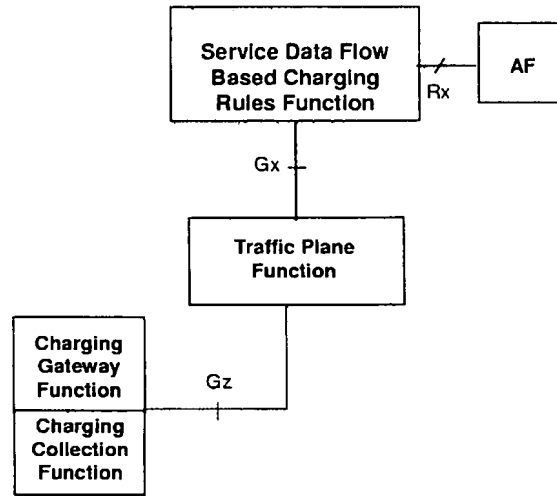 Service Data Flow
Based Charging
Rules Function
AF
Rx
Gx
Traffic Plane
Function
Charging
Gateway
Function
Gz
Charging
Collection
Function